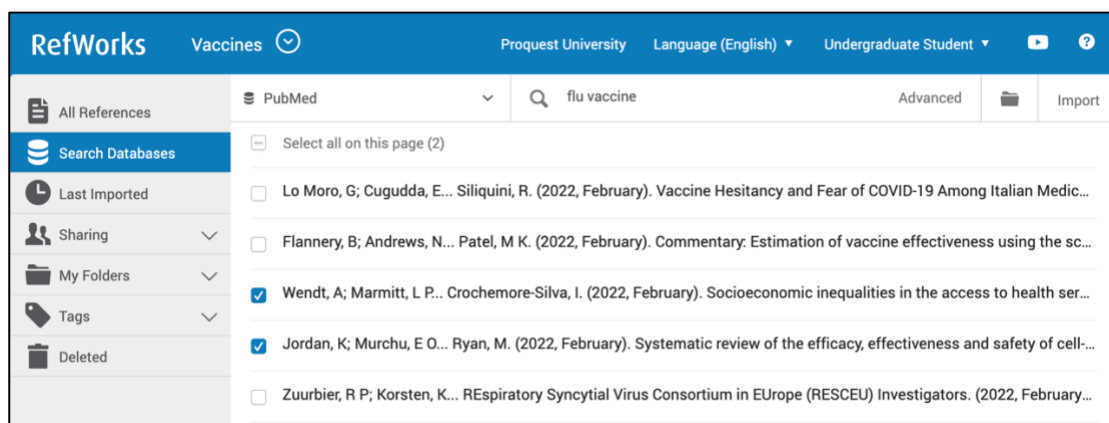 RefWorks Vaccines Proquest University Language (English) Undergraduate Student ?
All References
Search Databases
Last Imported
Sharing
My Folders
Tags
Deleted
PubMed flu vaccine Advanced Import
Select all on this page (2)
Lo Moro, G; Cugudda, E... Siliquini, R. (2022, February). Vaccine Hesitancy and Fear of COVID-19 Among Italian Medic...
Flannery, B; Andrews, N... Patel, M K. (2022, February). Commentary: Estimation of vaccine effectiveness using the sc...
Wendt, A; Marmitt, L P... Crochemore-Silva, I. (2022, February). Socioeconomic inequalities in the access to health ser...
Jordan, K; Murchu, E O... Ryan, M. (2022, February). Systematic review of the efficacy, effectiveness and safety of cell-...
Zuurbier, R P; Korsten, K... REspiratory Syncytial Virus Consortium in EUrope (RESCEU) Investigators. (2022, February...